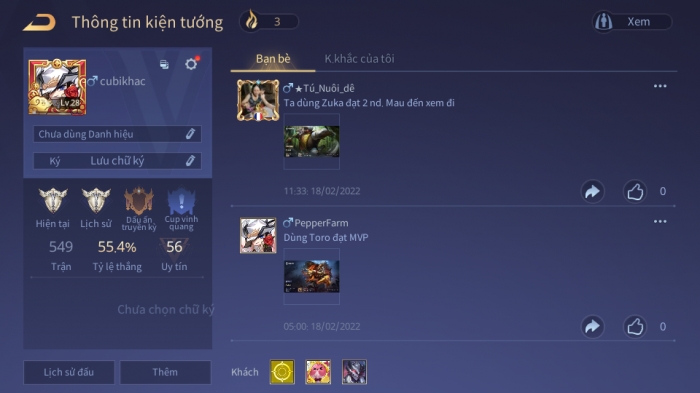 Thông tin kiện tướng
3
Xem
Bạn bè
K.khắc của tôi
cubikhac
Lv.28
Chưa dùng Danh hiệu
Ký Lưu chữ ký
Hiện tại
Lịch sử
Dấu ấn truyền kỳ
Cup vinh quang
549
55.4%
56
Trận
Tỷ lệ thắng
Uy tín
Chưa chọn chữ ký
Lịch sử đấu
Thêm
★Tú_Nuôi_dê
Ta dùng Zuka đạt 2 nd. Mau đến xem đi
11:33: 18/02/2022
0
PepperFarm
Dùng Toro đạt MVP
05:00: 18/02/2022
0
Khách